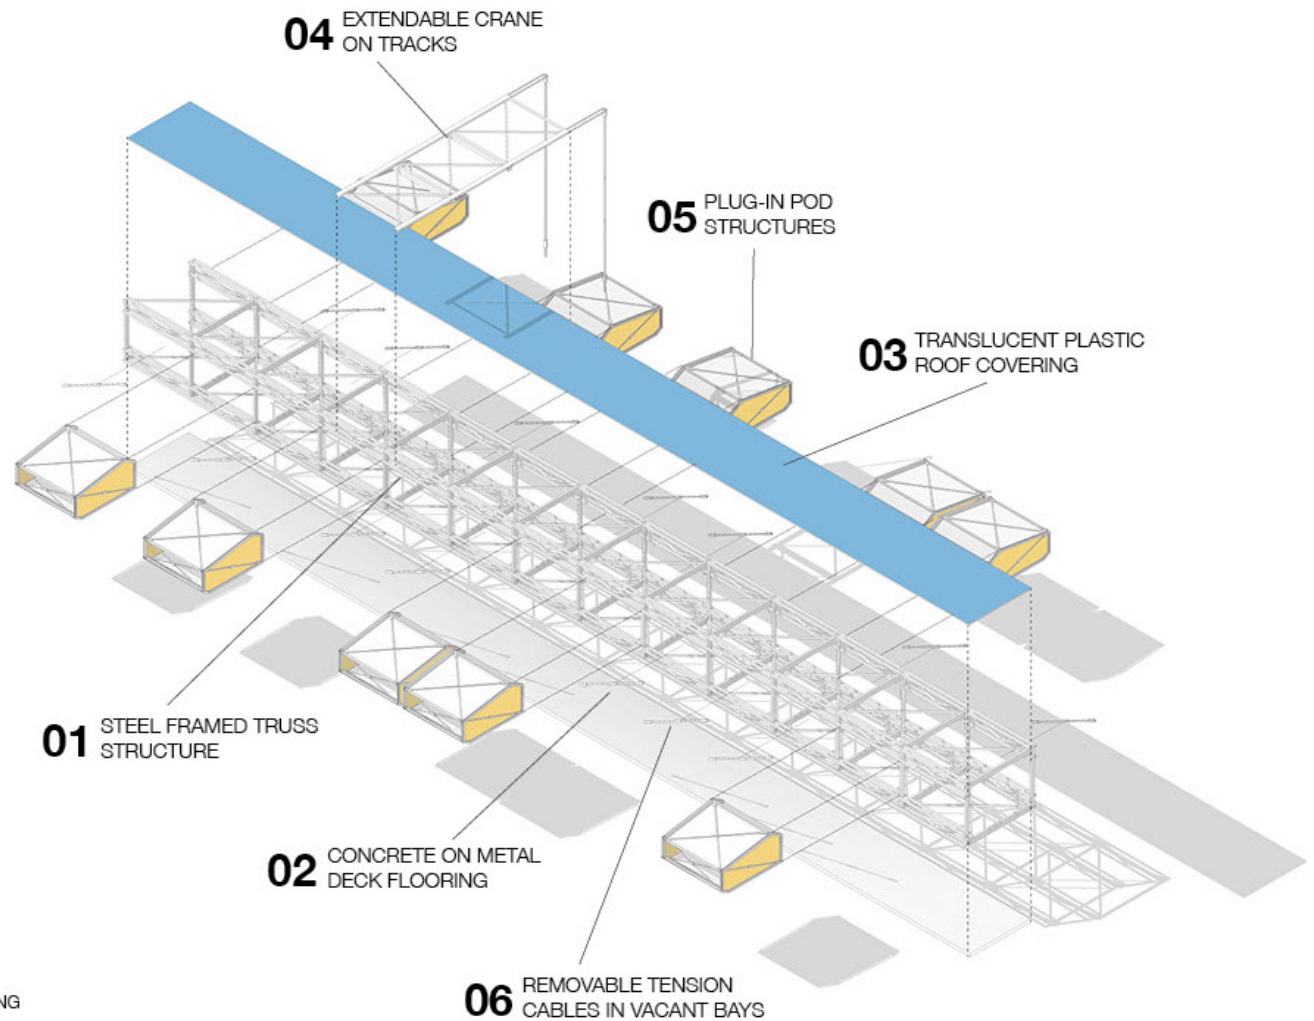 04 EXTENDABLE CRANE
ON TRACKS
05 PLUG-IN POD
STRUCTURES
03 TRANSLUCENT PLASTIC
ROOF COVERING
01 STEEL FRAMED TRUSS
STRUCTURE
02 CONCRETE ON METAL
DECK FLOORING
06 REMOVABLE TENSION
CABLES IN VACANT BAYS
NG